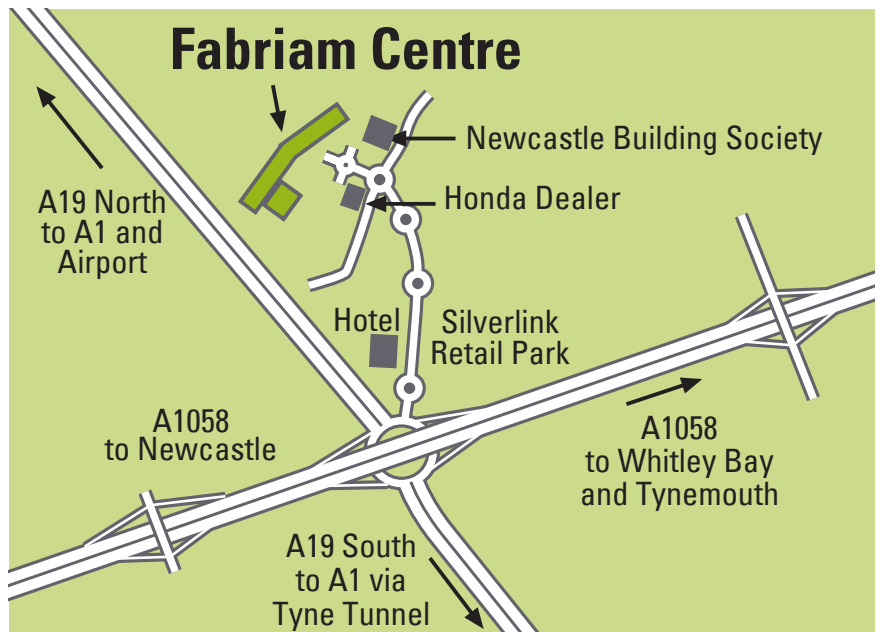 Fabriam Centre
Newcastle Building Society
Honda Dealer
A19 North
to A1 and
Airport
Hotel
Silverlink
Retail Park
A1058
to Newcastle
A1058
to Whitley Bay
and Tynemouth
A19 South
to A1 via
Tyne Tunnel